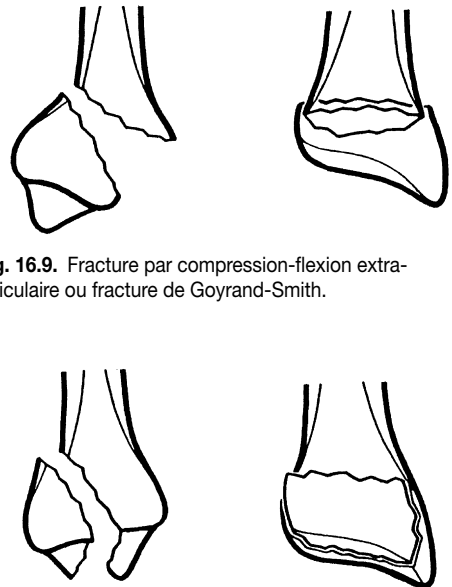 g. 16.9. Fracture par compression-flexion extra-
iculaire ou fracture de Goyrand-Smith.